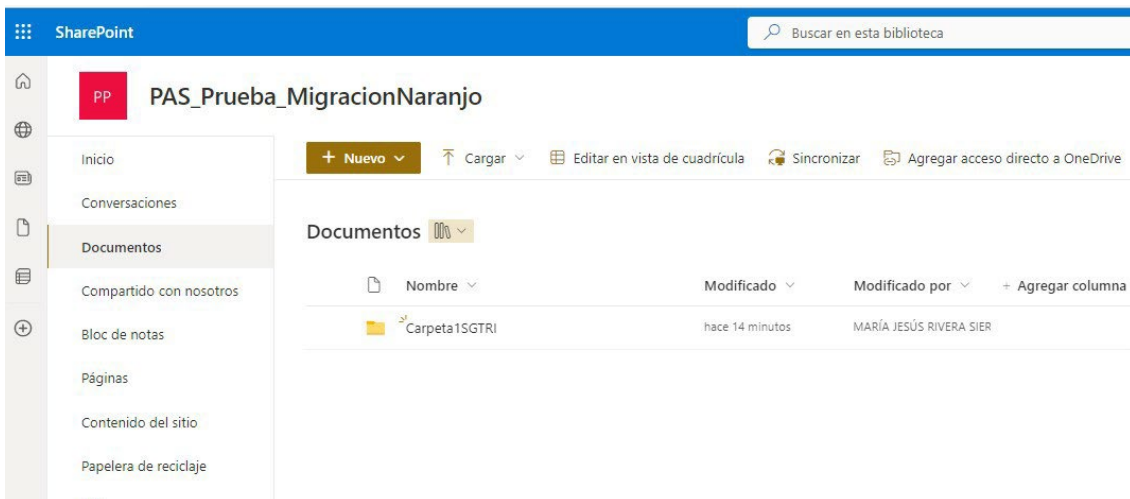 SharePoint
Buscar en esta biblioteca
PP
PAS_Prueba_MigracionNaranjo
Inicio
Conversaciones
Documentos
Compartido con nosotros
Bloc de notas
Páginas
Contenido del sitio
Papelera de reciclaje
+ Nuevo
Cargar
Editar en vista de cuadrícula
Sincronizar
Agregar acceso directo a OneDrive
Documentos
Nombre
Modificado
Modificado por
+ Agregar columna
Carpeta1SGTRI
hace 14 minutos
MARÍA JESÚS RIVERA SIER